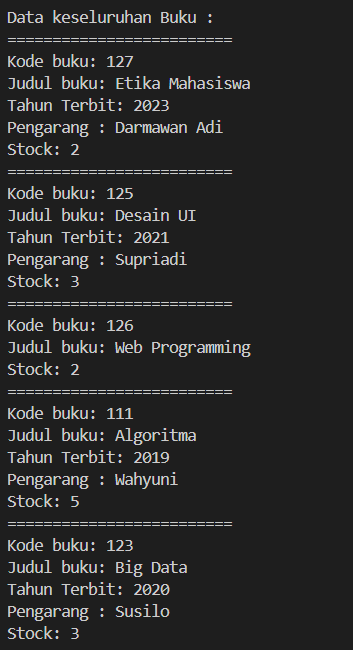 Data keseluruhan Buku :
=========================
Kode buku: 127
Judul buku: Etika Mahasiswa
Tahun Terbit: 2023
Pengarang : Darmawan Adi
Stock: 2
=========================
Kode buku: 125
Judul buku: Desain UI
Tahun Terbit: 2021
Pengarang : Supriadi
Stock: 3
=========================
Kode buku: 126
Judul buku: Web Programming
Stock: 2
=========================
Kode buku: 111
Judul buku: Algoritma
Tahun Terbit: 2019
Pengarang : Wahyuni
Stock: 5
=========================
Kode buku: 123
Judul buku: Big Data
Tahun Terbit: 2020
Pengarang : Susilo
Stock: 3